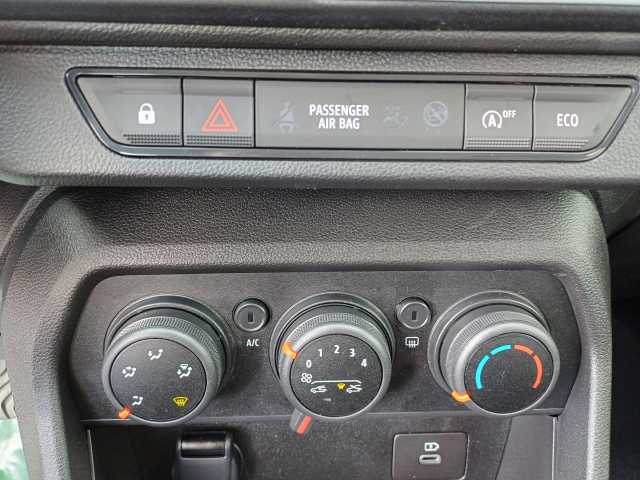 PASSENGER
AIR BAG
A OFF
ECO
A/C
0 1 2 3 4